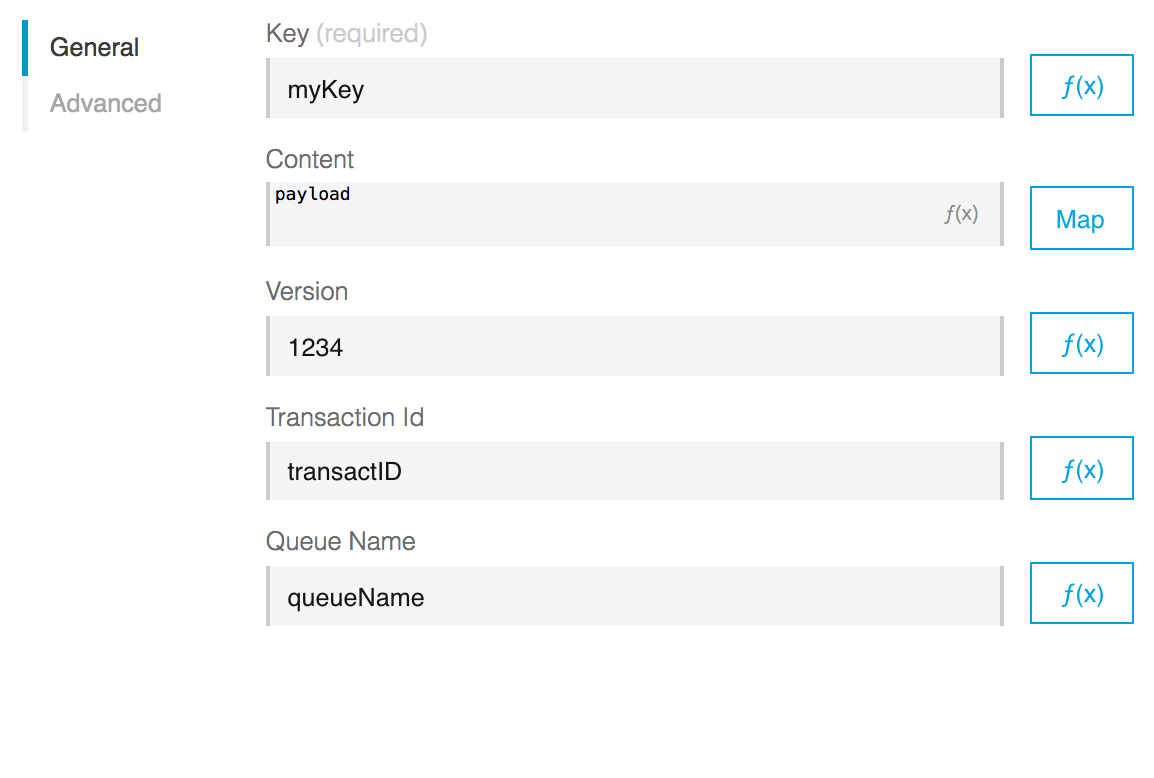 General
Advanced
Key (required)
myKey
ƒ(x)
Content
payload
ƒ(x)
Map
Version
1234
ƒ(x)
Transaction Id
transactID
ƒ(x)
Queue Name
queueName
ƒ(x)